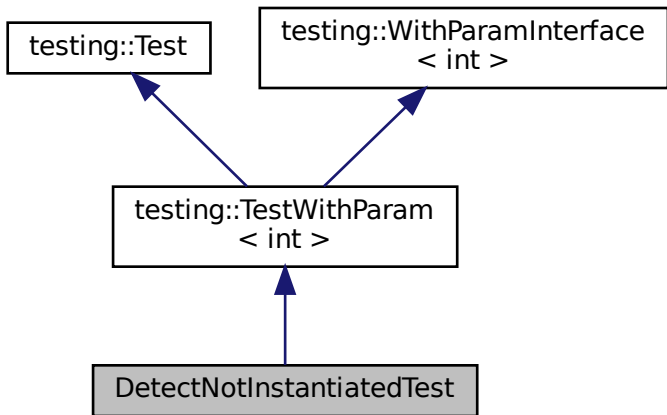 testing::Test
testing::WithParamInterface
< int >
testing::TestWithParam
< int >
DetectNotInstantiatedTest